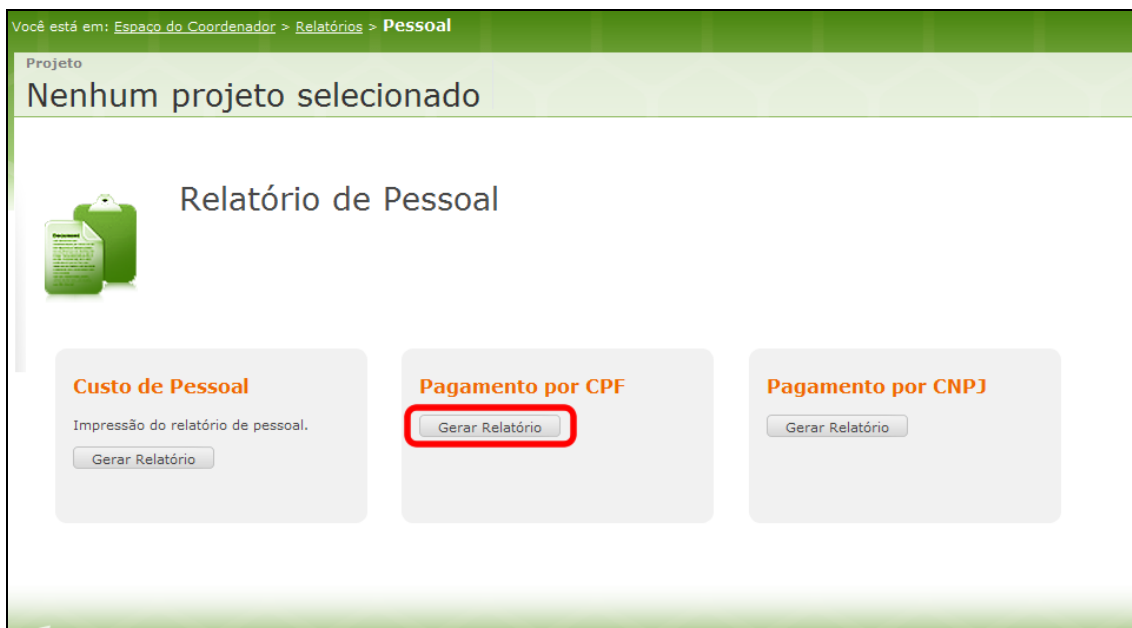 Você está em: Espaço do Coordenador > Relatórios > Pessoal
Projeto
Nenhum projeto selecionado
Relatório de Pessoal
Document
Custo de Pessoal
Impressão do relatório de pessoal.
Gerar Relatório
Pagamento por CPF
Gerar Relatório
Pagamento por CNPJ
Gerar Relatório